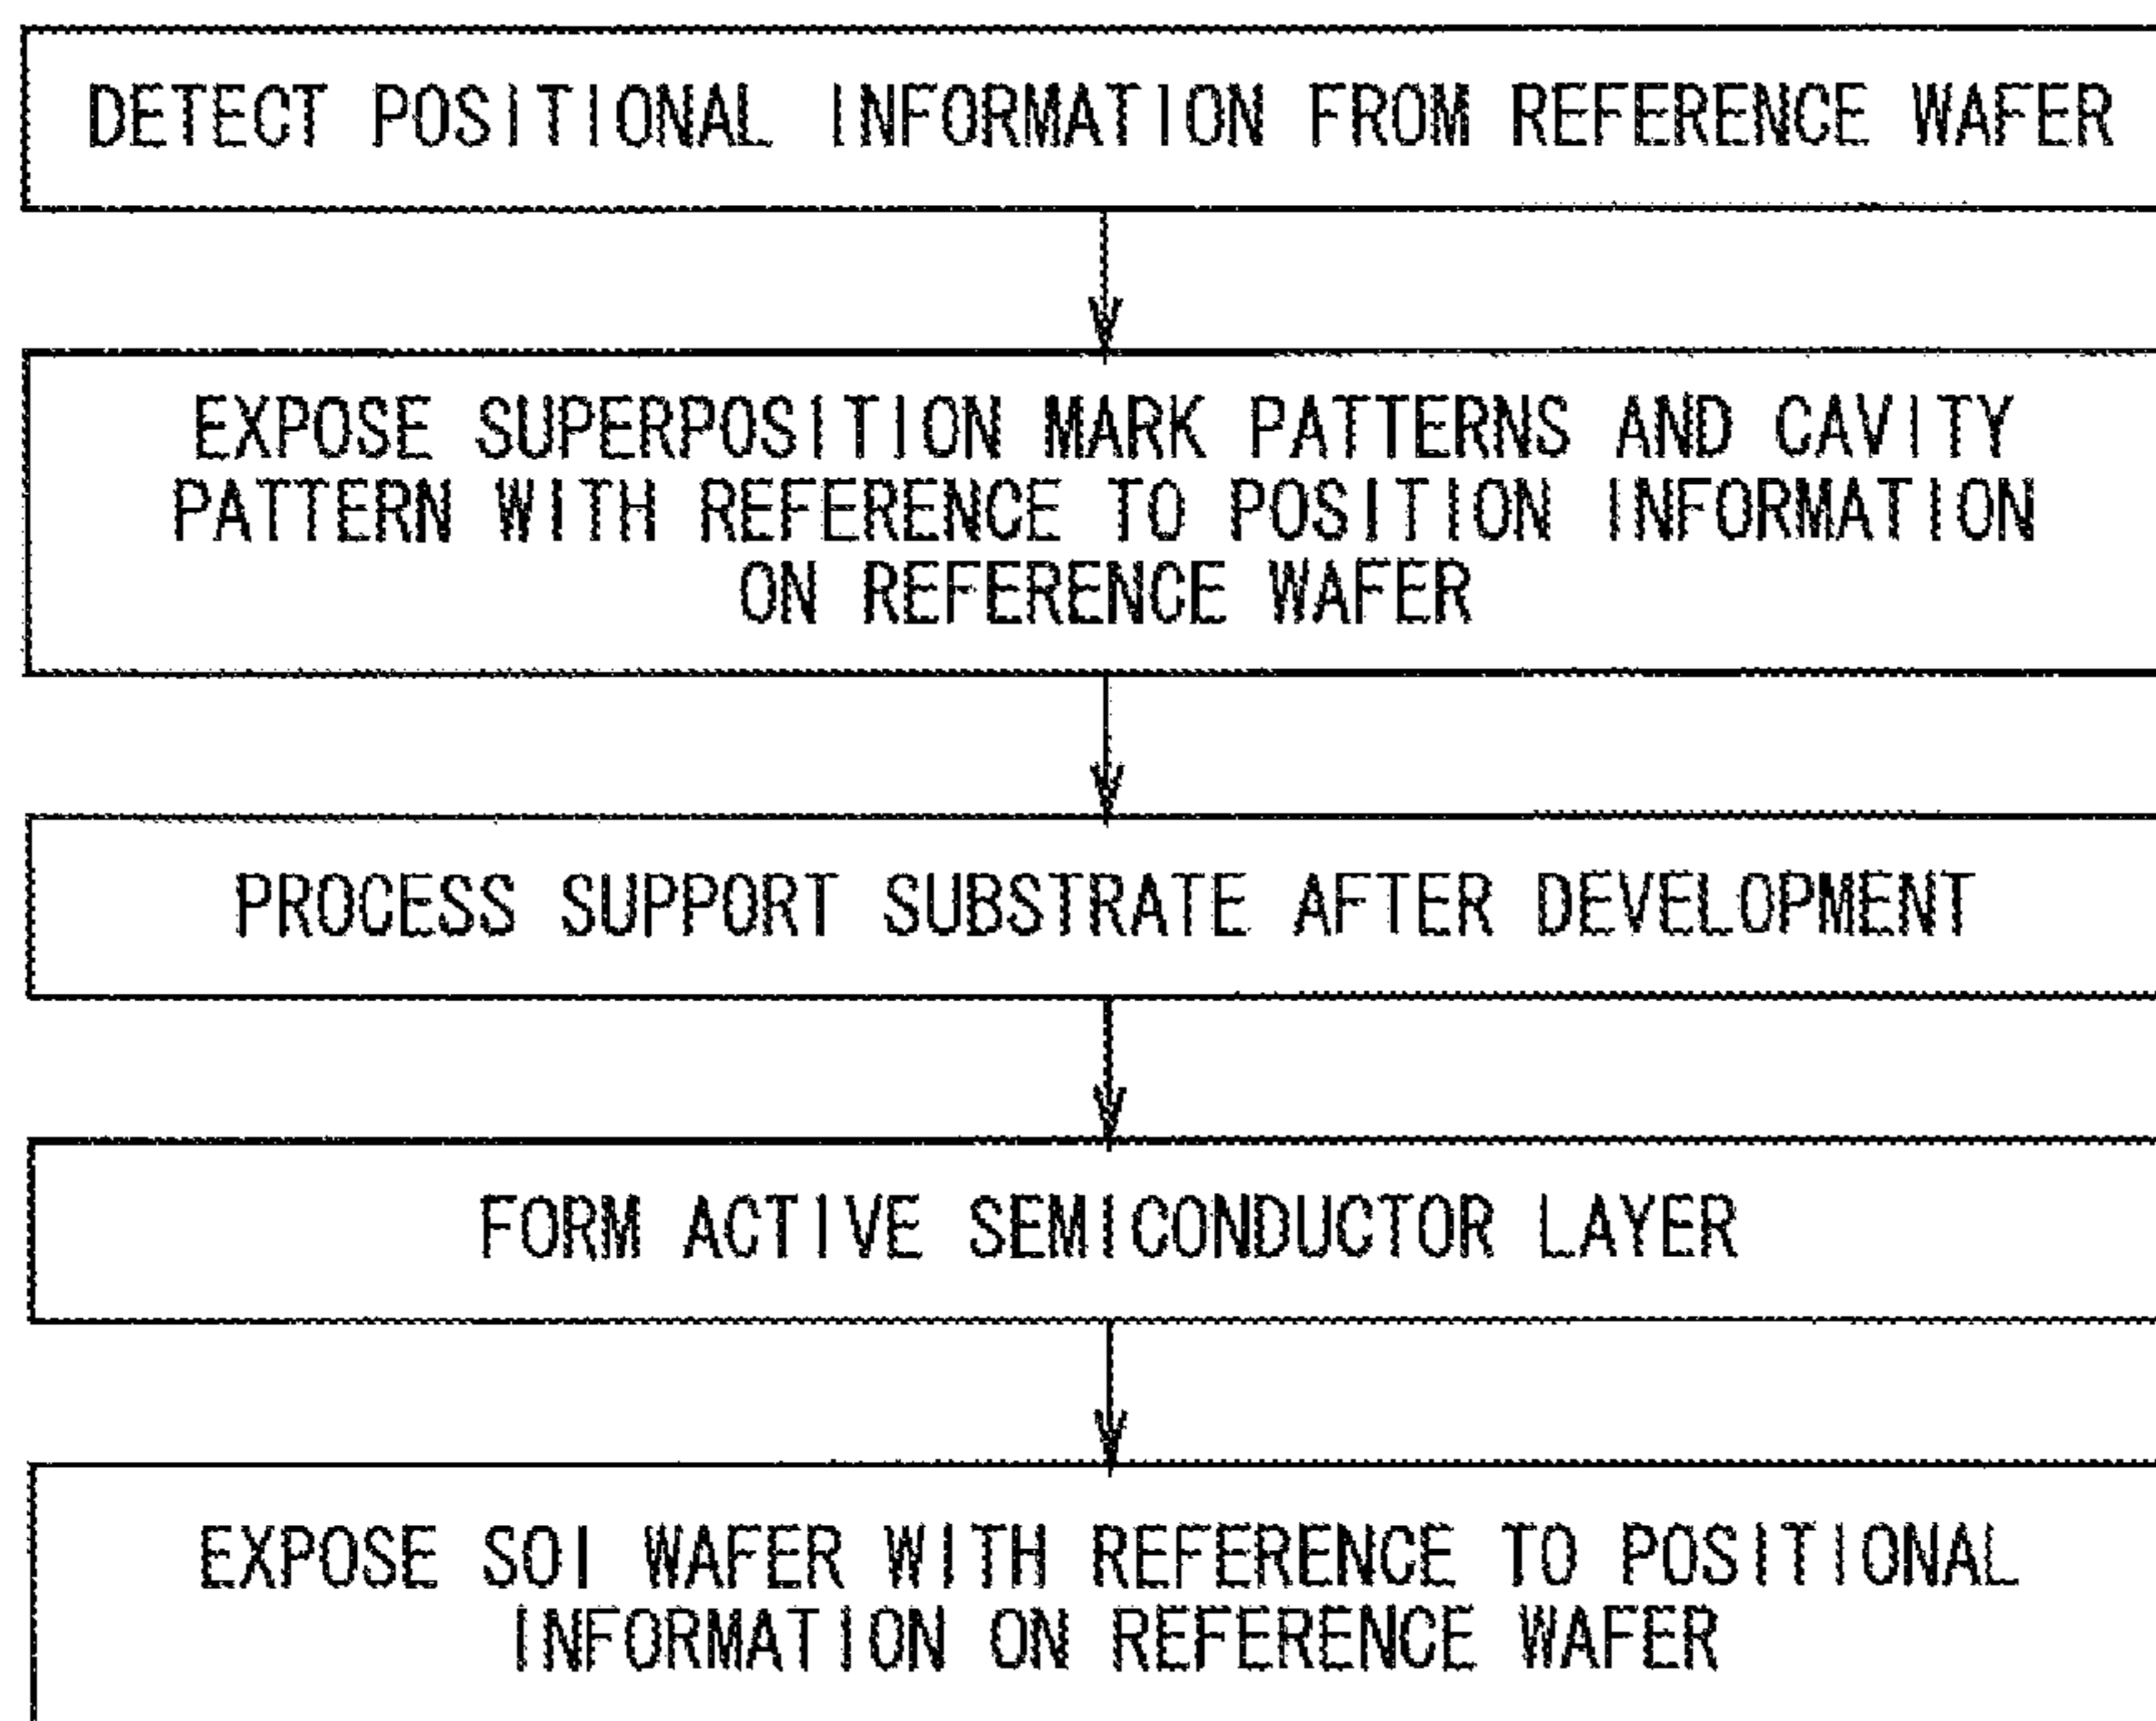 DETECT POSITIONAL INFORMATION FROM REFERENCE WAFER
EXPOSE SUPERPOSITION MARK PATTERNS AND CAVITY
PATTERN WITH REFERENCE TO POSITION INFORMATION
ON REFERENCE WAFER
PROCESS SUPPORT SUBSTRATE AFTER DEVELOPMENT
FORM ACTIVE SEMICONDUCTOR LAYER
EXPOSE SOI WAFER WITH REFERENCE TO POSITIONAL
INFORMATION ON REFERENCE WAFER